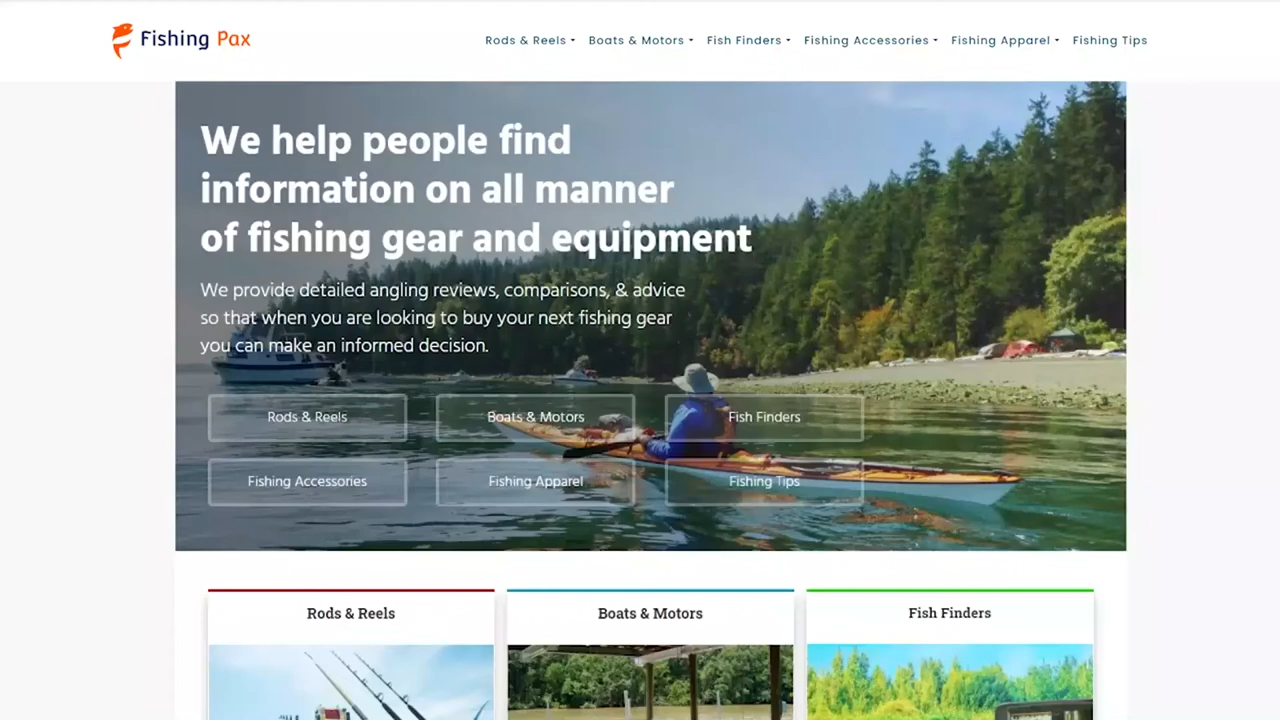 Fishing Pax
Rods & Reels Boats & Motors Fish Finders Fishing Accessories Fishing Apparel Fishing Tips
We help people find
information on all manner
of fishing gear and equipment
We provide detailed angling reviews, comparisons, & advice
so that when you are looking to buy your next fishing gear
you can make an informed decision.
Rods & Reels Boats & Motors Fish Finders
Fishing Accessories Fishing Apparel Fishing Tips
Rods & Reels Boats & Motors Fish Finders